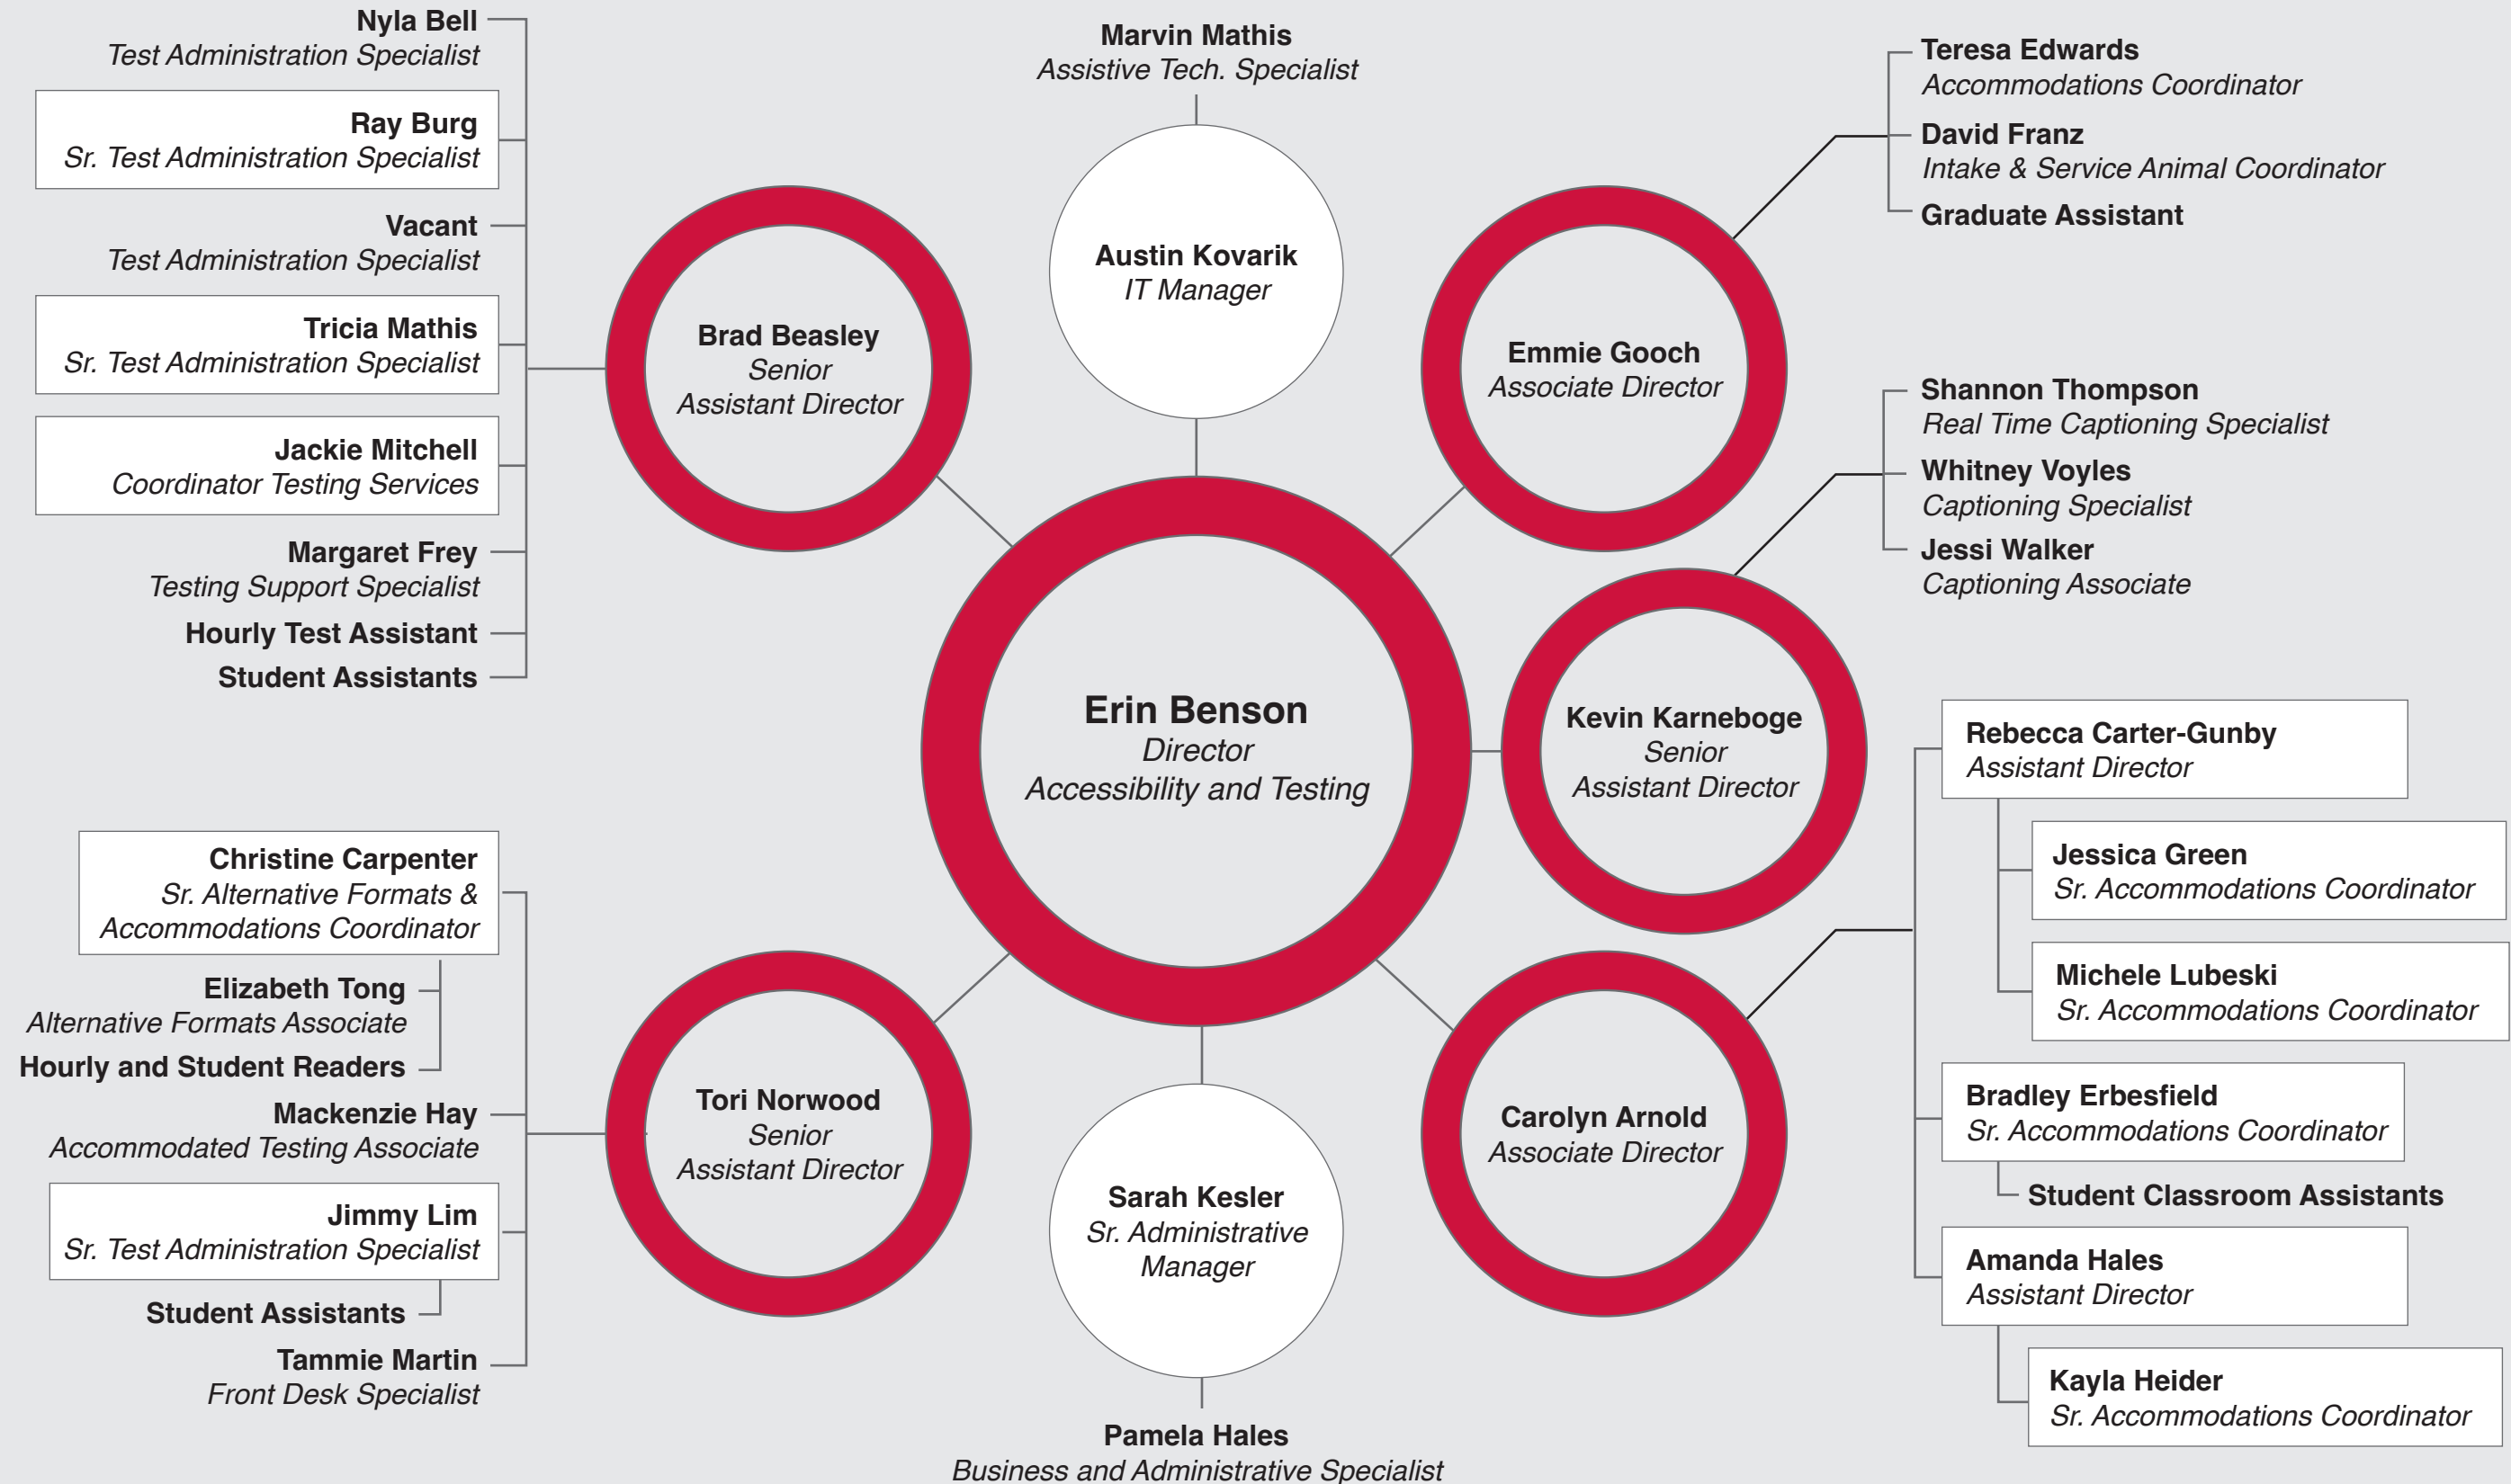 Nyla Bell
Test Administration Specialist
Ray Burg
Sr. Test Administration Specialist
Vacant
Test Administration Specialist
Tricia Mathis
Sr. Test Administration Specialist
Jackie Mitchell
Coordinator Testing Services
Margaret Frey
Testing Support Specialist
Hourly Test Assistant
Student Assistants
Brad Beasley
Senior
Assistant Director
Marvin Mathis
Assistive Tech. Specialist
Austin Kovarik
IT Manager
Emmie Gooch
Associate Director
Teresa Edwards
Accommodations Coordinator
David Franz
Intake & Service Animal Coordinator
Graduate Assistant
Shannon Thompson
Real Time Captioning Specialist
Whitney Voyles
Captioning Specialist
Jessi Walker
Captioning Associate
Erin Benson
Director
Accessibility and Testing
Kevin Karneboge
Senior
Assistant Director
Christine Carpenter
Sr. Alternative Formats &
Accommodations Coordinator
Elizabeth Tong
Alternative Formats Associate
Hourly and Student Readers
Mackenzie Hay
Accommodated Testing Associate
Jimmy Lim
Sr. Test Administration Specialist
Student Assistants
Tammie Martin
Front Desk Specialist
Tori Norwood
Senior
Assistant Director
Sarah Kesler
Sr. Administrative
Manager
Pamela Hales
Business and Administrative Specialist
Carolyn Arnold
Associate Director
Rebecca Carter-Gunby
Assistant Director
Jessica Green
Sr. Accommodations Coordinator
Michele Lubeski
Sr. Accommodations Coordinator
Bradley Erbesfield
Sr. Accommodations Coordinator
Student Classroom Assistants
Amanda Hales
Assistant Director
Kayla Heider
Sr. Accommodations Coordinator